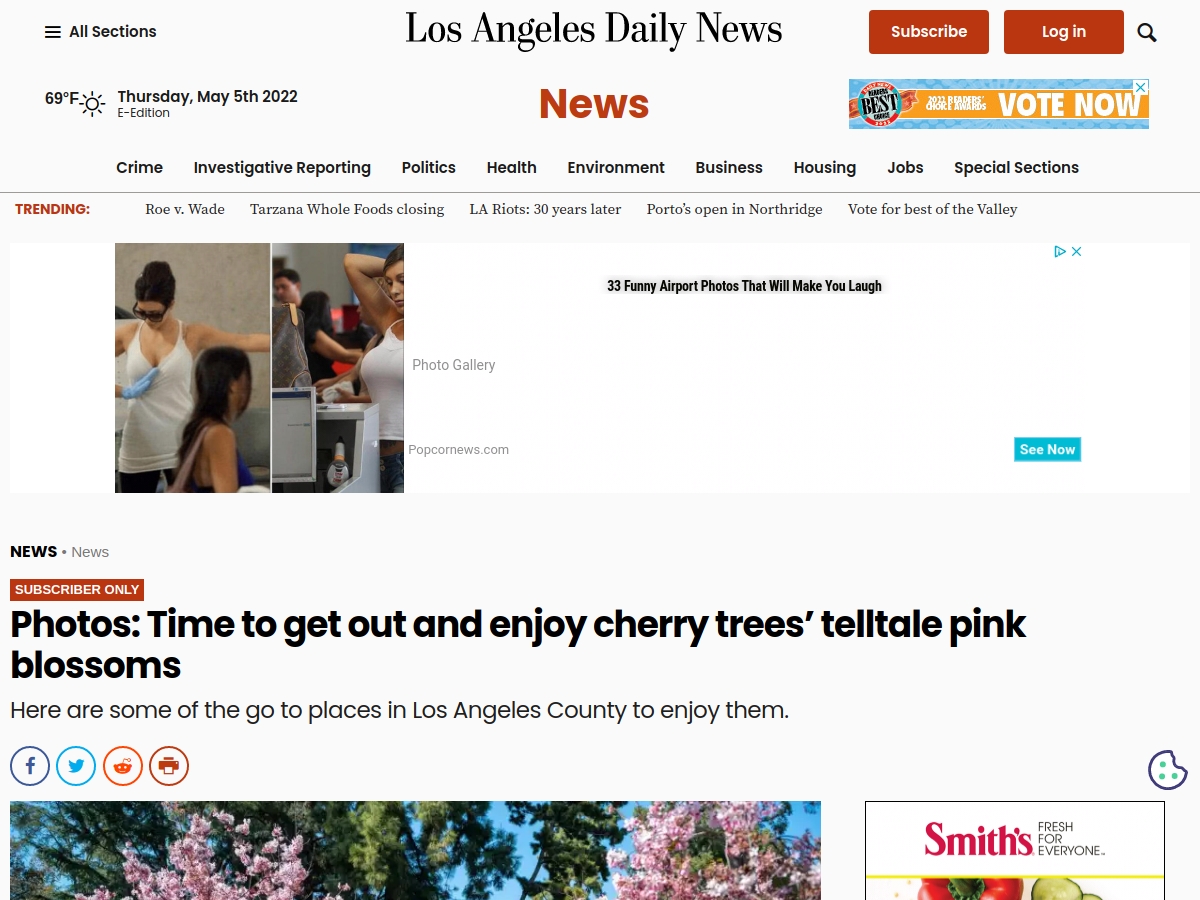 All Sections
Los Angeles Daily News
Subscribe
Log in
69°F
Thursday, May 5th 2022
E-Edition
News
READERS
BEST
CHOICE
2022
2022 READERS'
CHOICE AWARDS
VOTE NOW
Crime Investigative Reporting Politics Health Environment Business Housing Jobs Special Sections
TRENDING: Roe v. Wade Tarzana Whole Foods closing LA Riots: 30 years later Porto's open in Northridge Vote for best of the Valley
33 Funny Airport Photos That Will Make You Laugh
Photo Gallery
Popcornews.com
See Now
NEWS • News
SUBSCRIBER ONLY
Photos: Time to get out and enjoy cherry trees’ telltale pink
blossoms
Here are some of the go to places in Los Angeles County to enjoy them.
Smith's
FRESH
FOR
EVERYONE™